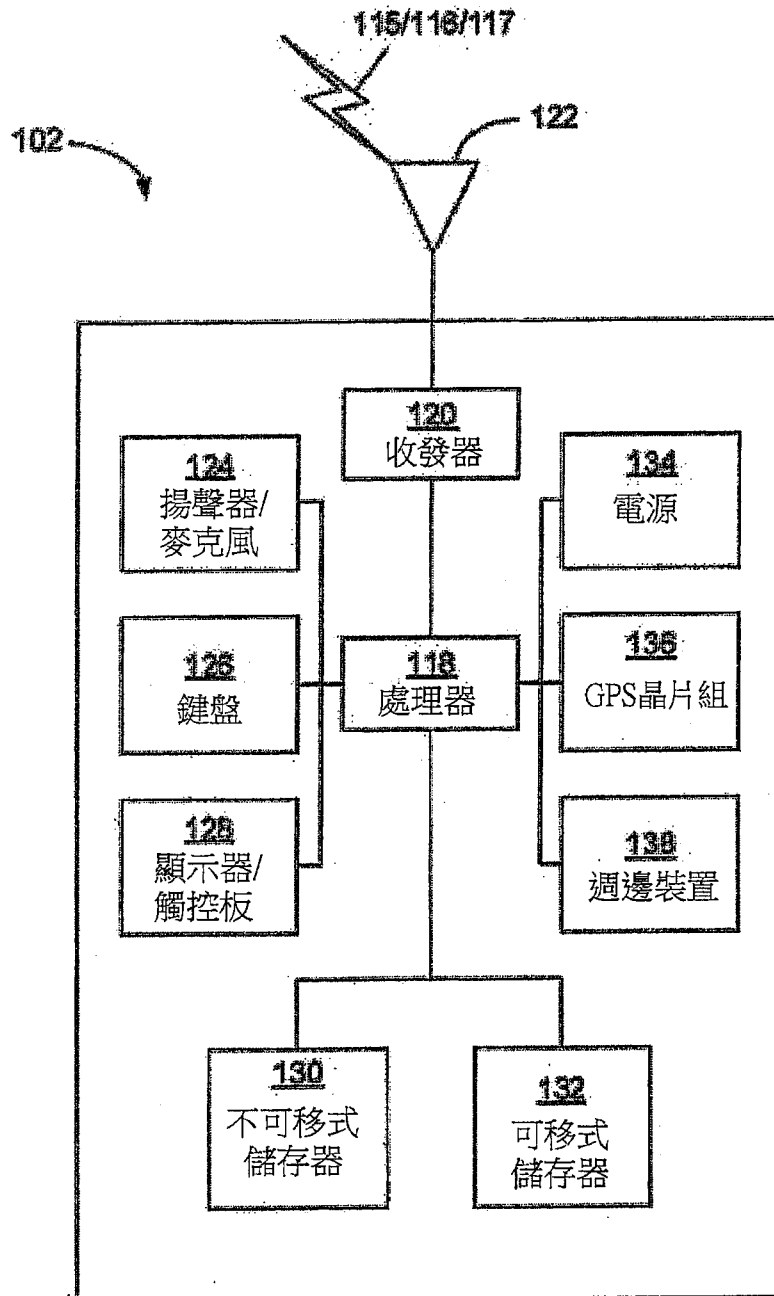 115/116/117
122
102
120
收發器
124
揚聲器/
麥克風
134
電源
126
鍵盤
118
處理器
136
GPS晶片組
128
顯示器/
觸控板
138
週邊裝置
130
不可移式
儲存器
132
可移式
儲存器